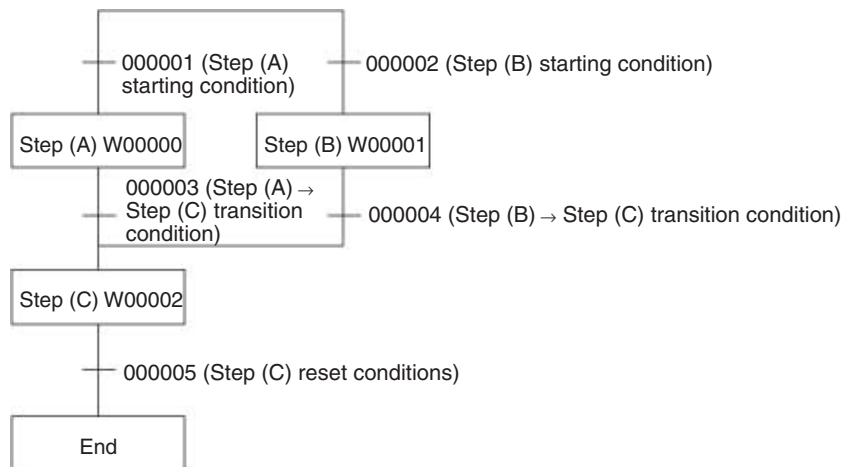 000001 (Step (A)
starting condition)
000002 (Step (B) starting condition)
Step (A) W00000
Step (B) W00001
000003 (Step (A) →
Step (C) transition
condition)
000004 (Step (B) → Step (C) transition condition)
Step (C) W00002
000005 (Step (C) reset conditions)
End